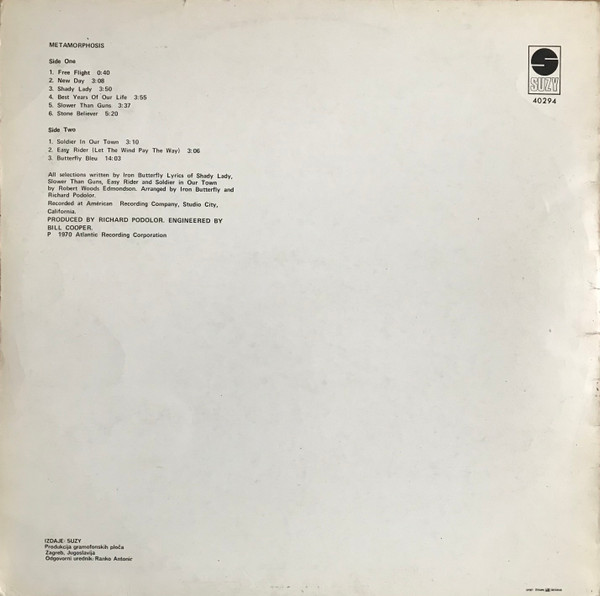 METAMORPHOSIS
Side One
1. Free Flight 0:40
2. New Day 3:08
3. Shady Lady 3:50
4. Best Years Of Our Life 3:55
5. Slower Than Guns 3:37
6. Stone Believer 5:20
Side Two
1. Soldier In Our Town 3:10
2. Easy Rider (Let The Wind Pay The Way) 3:06
3. Butterfly Bleu 14:03
All selections written by Iron Butterfly Lyrics of Shady Lady,
Slower Than Guns, Easy Rider and Soldier in Our Town
by Robert Woods Edmondson. Arranged by Iron Butterfly and
Richard Podolor.
Recorded at American Recording Company, Studio City,
California.
PRODUCED BY RICHARD PODOLOR. ENGINEERED BY
BILL COOPER.
P 1970 Atlantic Recording Corporation
S
SUZY
40294
IZDAJE: SUZY
Produkcija gramofonskih ploča
Zagreb, Jugoslavija
Odgovorni urednik: Ranko Antonić